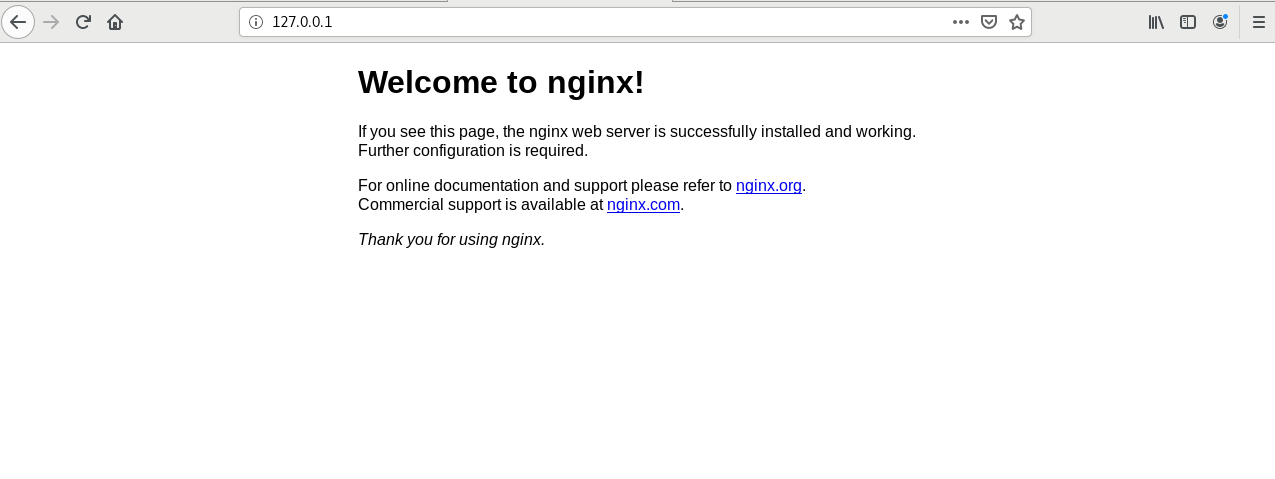 127.0.0.1
Welcome to nginx!
If you see this page, the nginx web server is successfully installed and working.
Further configuration is required.
For online documentation and support please refer to nginx.org.
Commercial support is available at nginx.com.
Thank you for using nginx.